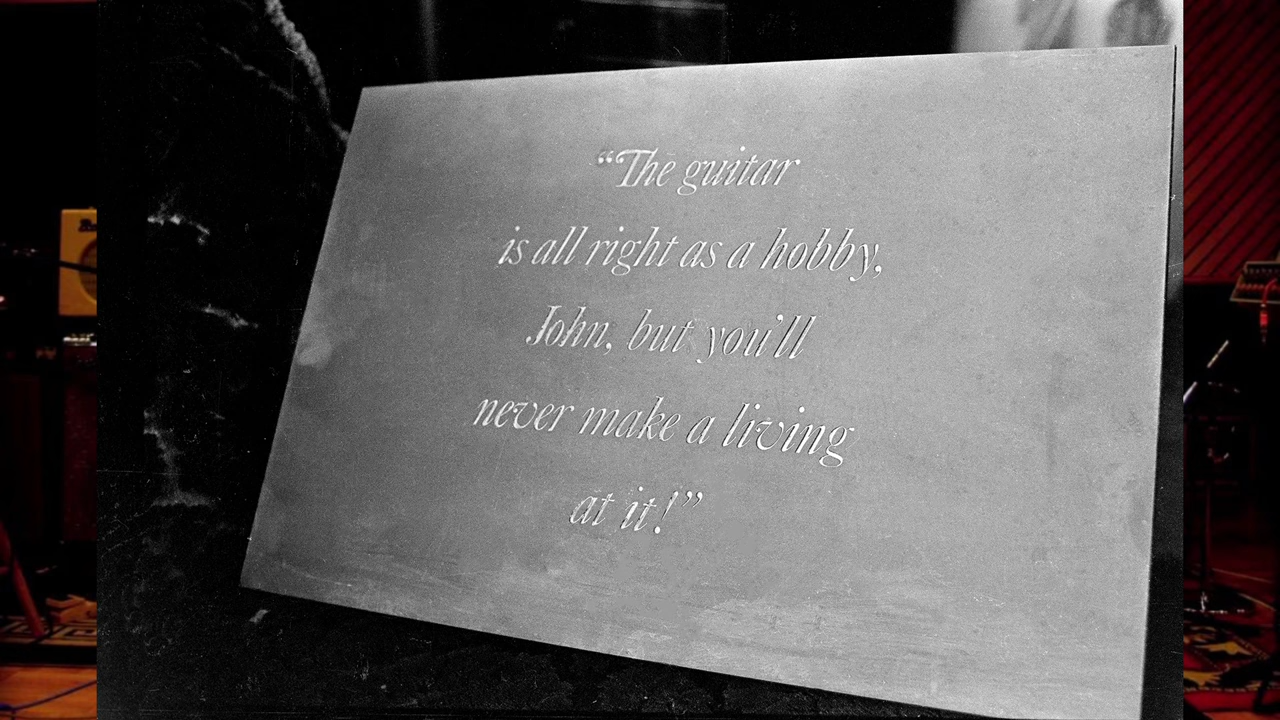 “The guitar
is all right as a hobby,
John, but you’ll
never make a living
at it!”